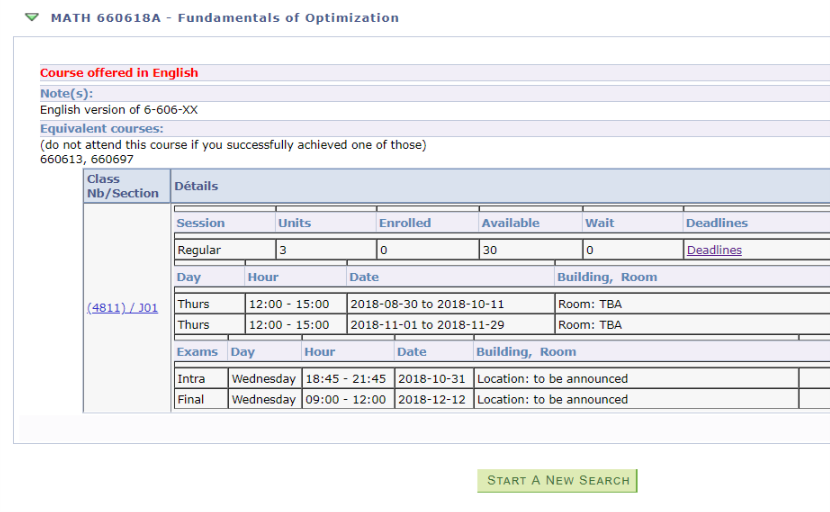 MATH 660618A - Fundamentals of Optimization
Course offered in English
Note(s):
English version of 6-606-XX
Equivalent courses:
(do not attend this course if you successfully achieved one of those)
660613, 660697
Class Nb/Section Détails
Session Units Enrolled Available Wait Deadlines
Regular 3 0 30 0 Deadlines
Day Hour Date Building, Room
(4811) / J01
Thurs 12:00 - 15:00 2018-08-30 to 2018-10-11 Room: TBA
Thurs 12:00 - 15:00 2018-11-01 to 2018-11-29 Room: TBA
Exams Day Hour Date Building, Room
Intra Wednesday 18:45 - 21:45 2018-10-31 Location: to be announced
Final Wednesday 09:00 - 12:00 2018-12-12 Location: to be announced
START A NEW SEARCH